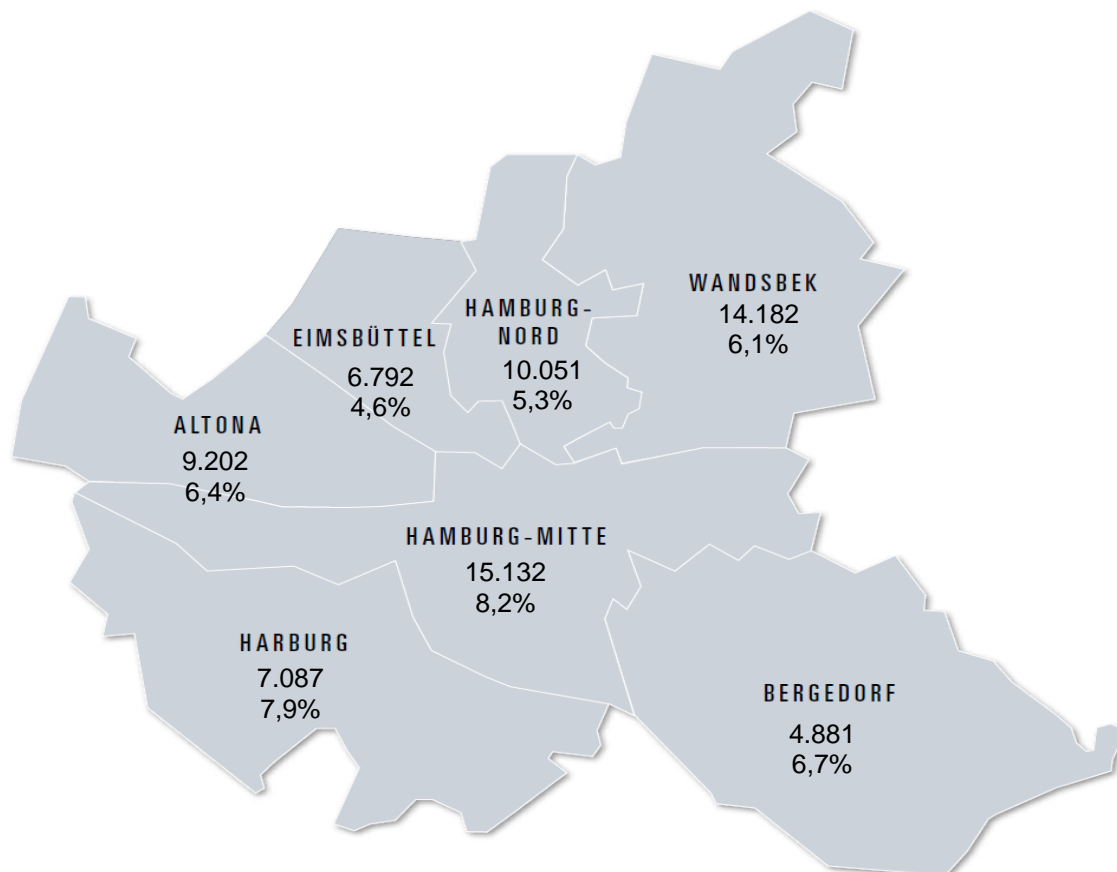 WANDSBEK
14.182
6,1%
HAMBURG-
NORD
10.051
5,3%
EIMSBÜTTEL
6.792
4,6%
ALTONA
9.202
6,4%
HAMBURG-MITTE
15.132
8,2%
HARBURG
7.087
7,9%
BERGEDORF
4.881
6,7%